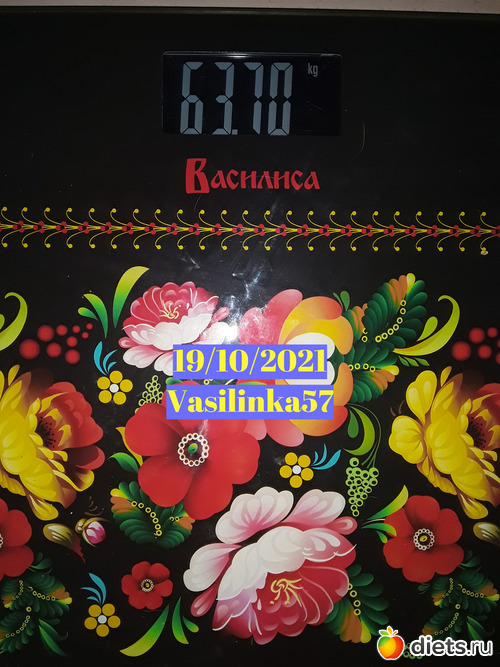 63.70 kg
Василиса
19/10/2021
Vasilinka57
diets.ru